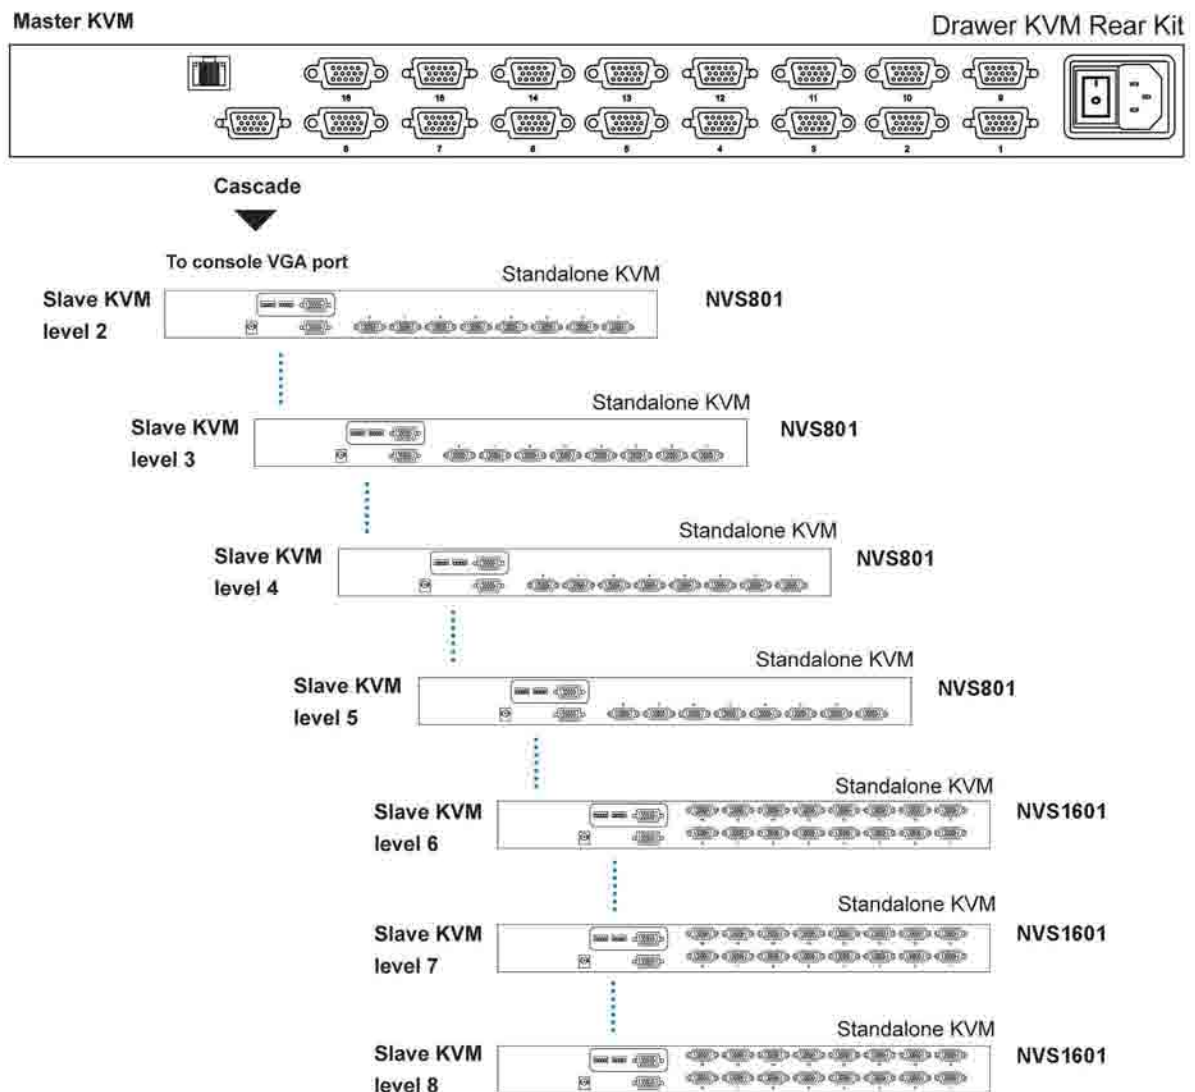 Master KVM
Drawer KVM Rear Kit
16 15 14 13 12 11 10 9
7 4 2 1
Cascade
To console VGA port
Standalone KVM
Slave KVM
level 2
NVS801
Standalone KVM
Slave KVM
level 3
NVS801
Standalone KVM
Slave KVM
level 4
NVS801
Standalone KVM
Slave KVM
level 5
NVS801
Standalone KVM
Slave KVM
level 6
NVS1601
Standalone KVM
Slave KVM
level 7
NVS1601
Standalone KVM
Slave KVM
level 8
NVS1601